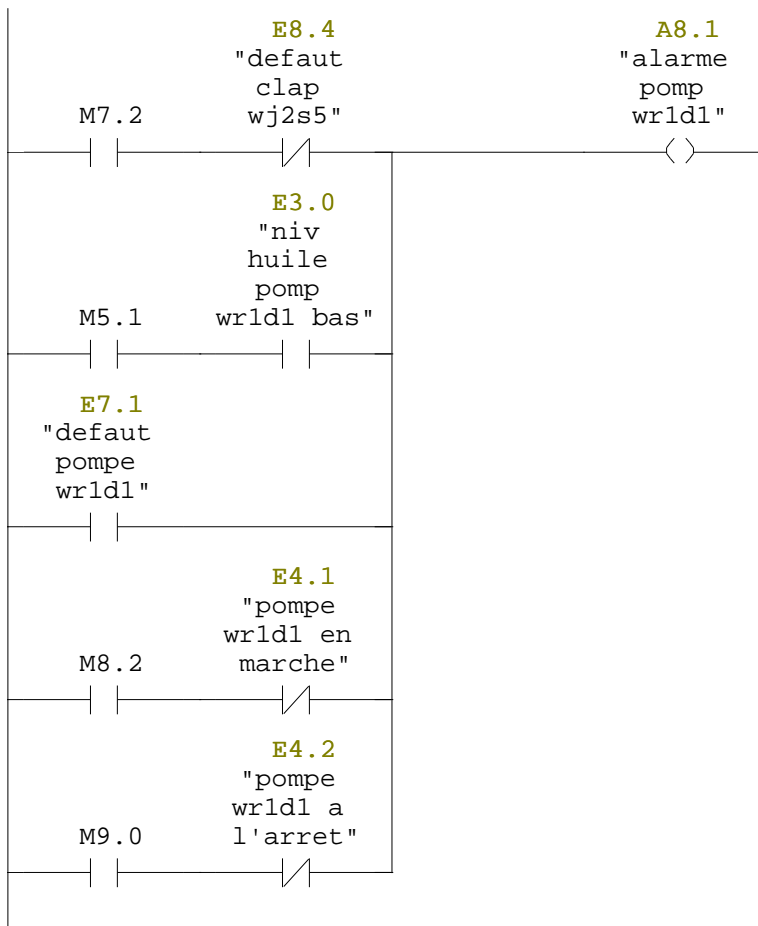 E8.4
"defaut
clap
wj2s5"
M7.2
A8.1
"alarme
pomp
wr1d1"
E3.0
"niv
huile
pomp
wr1d1 bas"
M5.1
E7.1
"defaut
pompe
wr1d1"
E4.1
"pompe
wr1d1 en
marche"
M8.2
E4.2
"pompe
wr1d1 a
l'arret"
M9.0